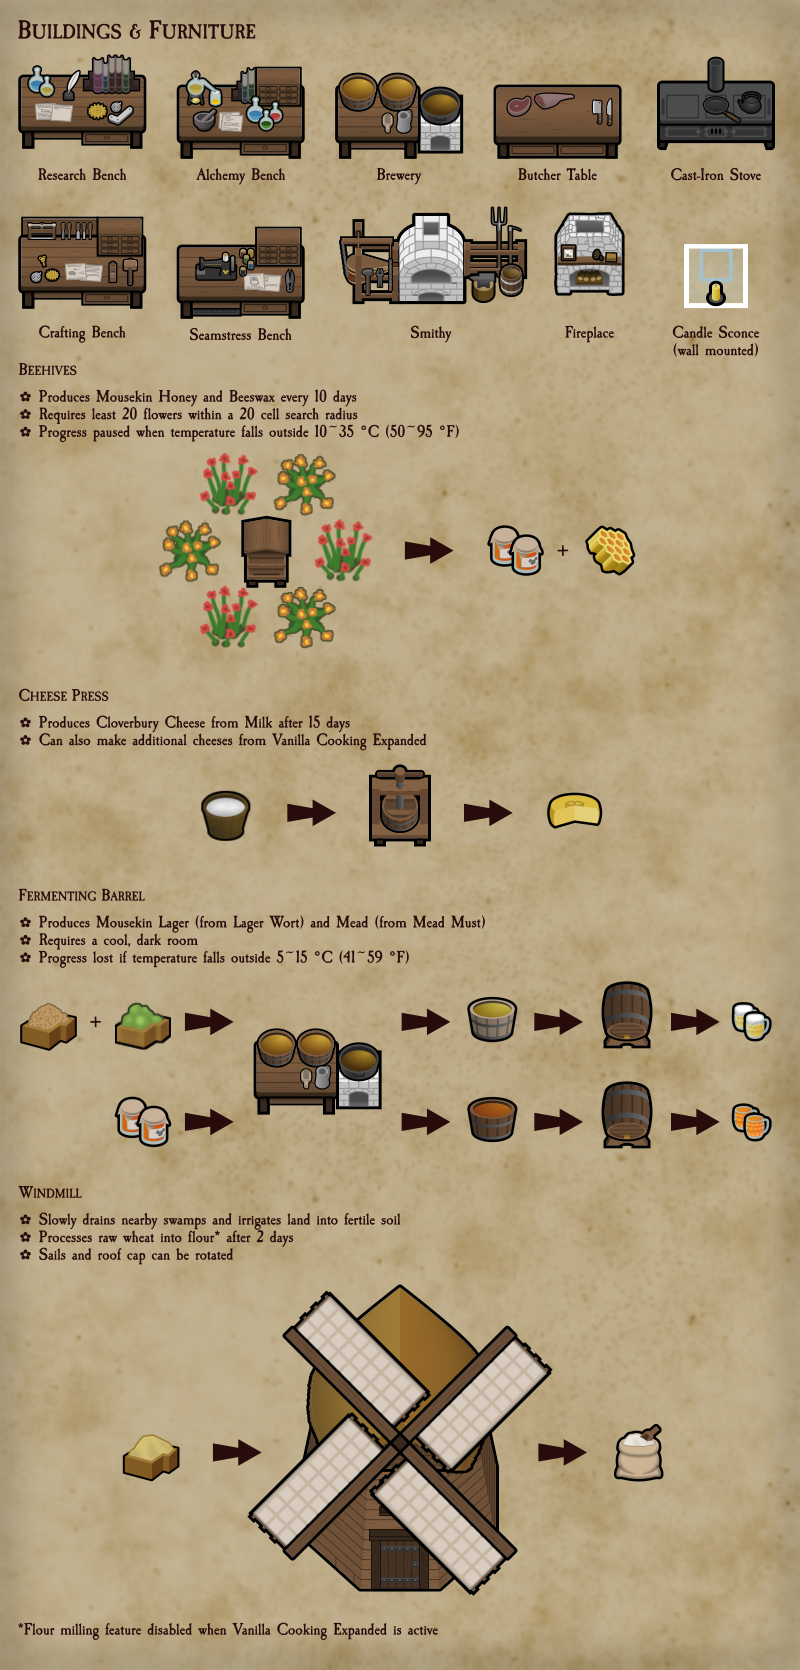 Buildings & Furniture
Research Bench
Alchemy Bench
Brewery
Butcher Table
Cast-Iron Stove
Crafting Bench
Seamstress Bench
Smithy
Fireplace
Candle Sconce
(wall mounted)
Beehives
✿ Produces Mousekin Honey and Beeswax every 10 days
✿ Requires least 20 flowers within a 20 cell search radius
✿ Progress paused when temperature falls outside 10~35 °C (50~95 °F)
+
Cheese Press
✿ Produces Cloverbury Cheese from Milk after 15 days
✿ Can also make additional cheeses from Vanilla Cooking Expanded
Fermenting Barrel
✿ Produces Mousekin Lager (from Lager Wort) and Mead (from Mead Must)
✿ Requires a cool, dark room
✿ Progress lost if temperature falls outside 5~15 °C (41~59 °F)
+
Windmill
✿ Slowly drains nearby swamps and irrigates land into fertile soil
✿ Processes raw wheat into flour* after 2 days
✿ Sails and roof cap can be rotated
*Flour milling feature disabled when Vanilla Cooking Expanded is active